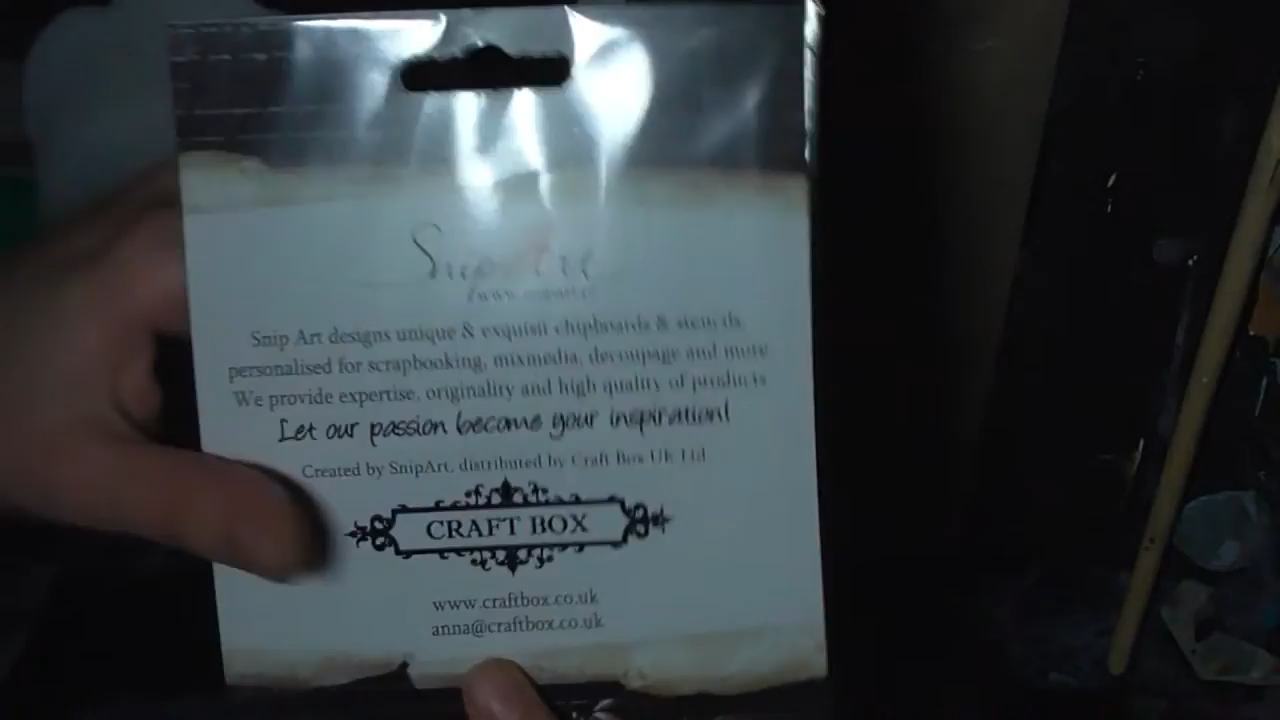 Snip Art
Snip Art designs unique & exquisit chipboards & stencils
personalised for scrapbooking, mixmedia, decoupage and more
We provide expertise, originality and high quality of products
Let our passion become your inspiration!
Created by SnipArt, distributed by Craft Box Uk Ltd
CRAFT BOX
www.craftbox.co.uk
anna@craftbox.co.uk